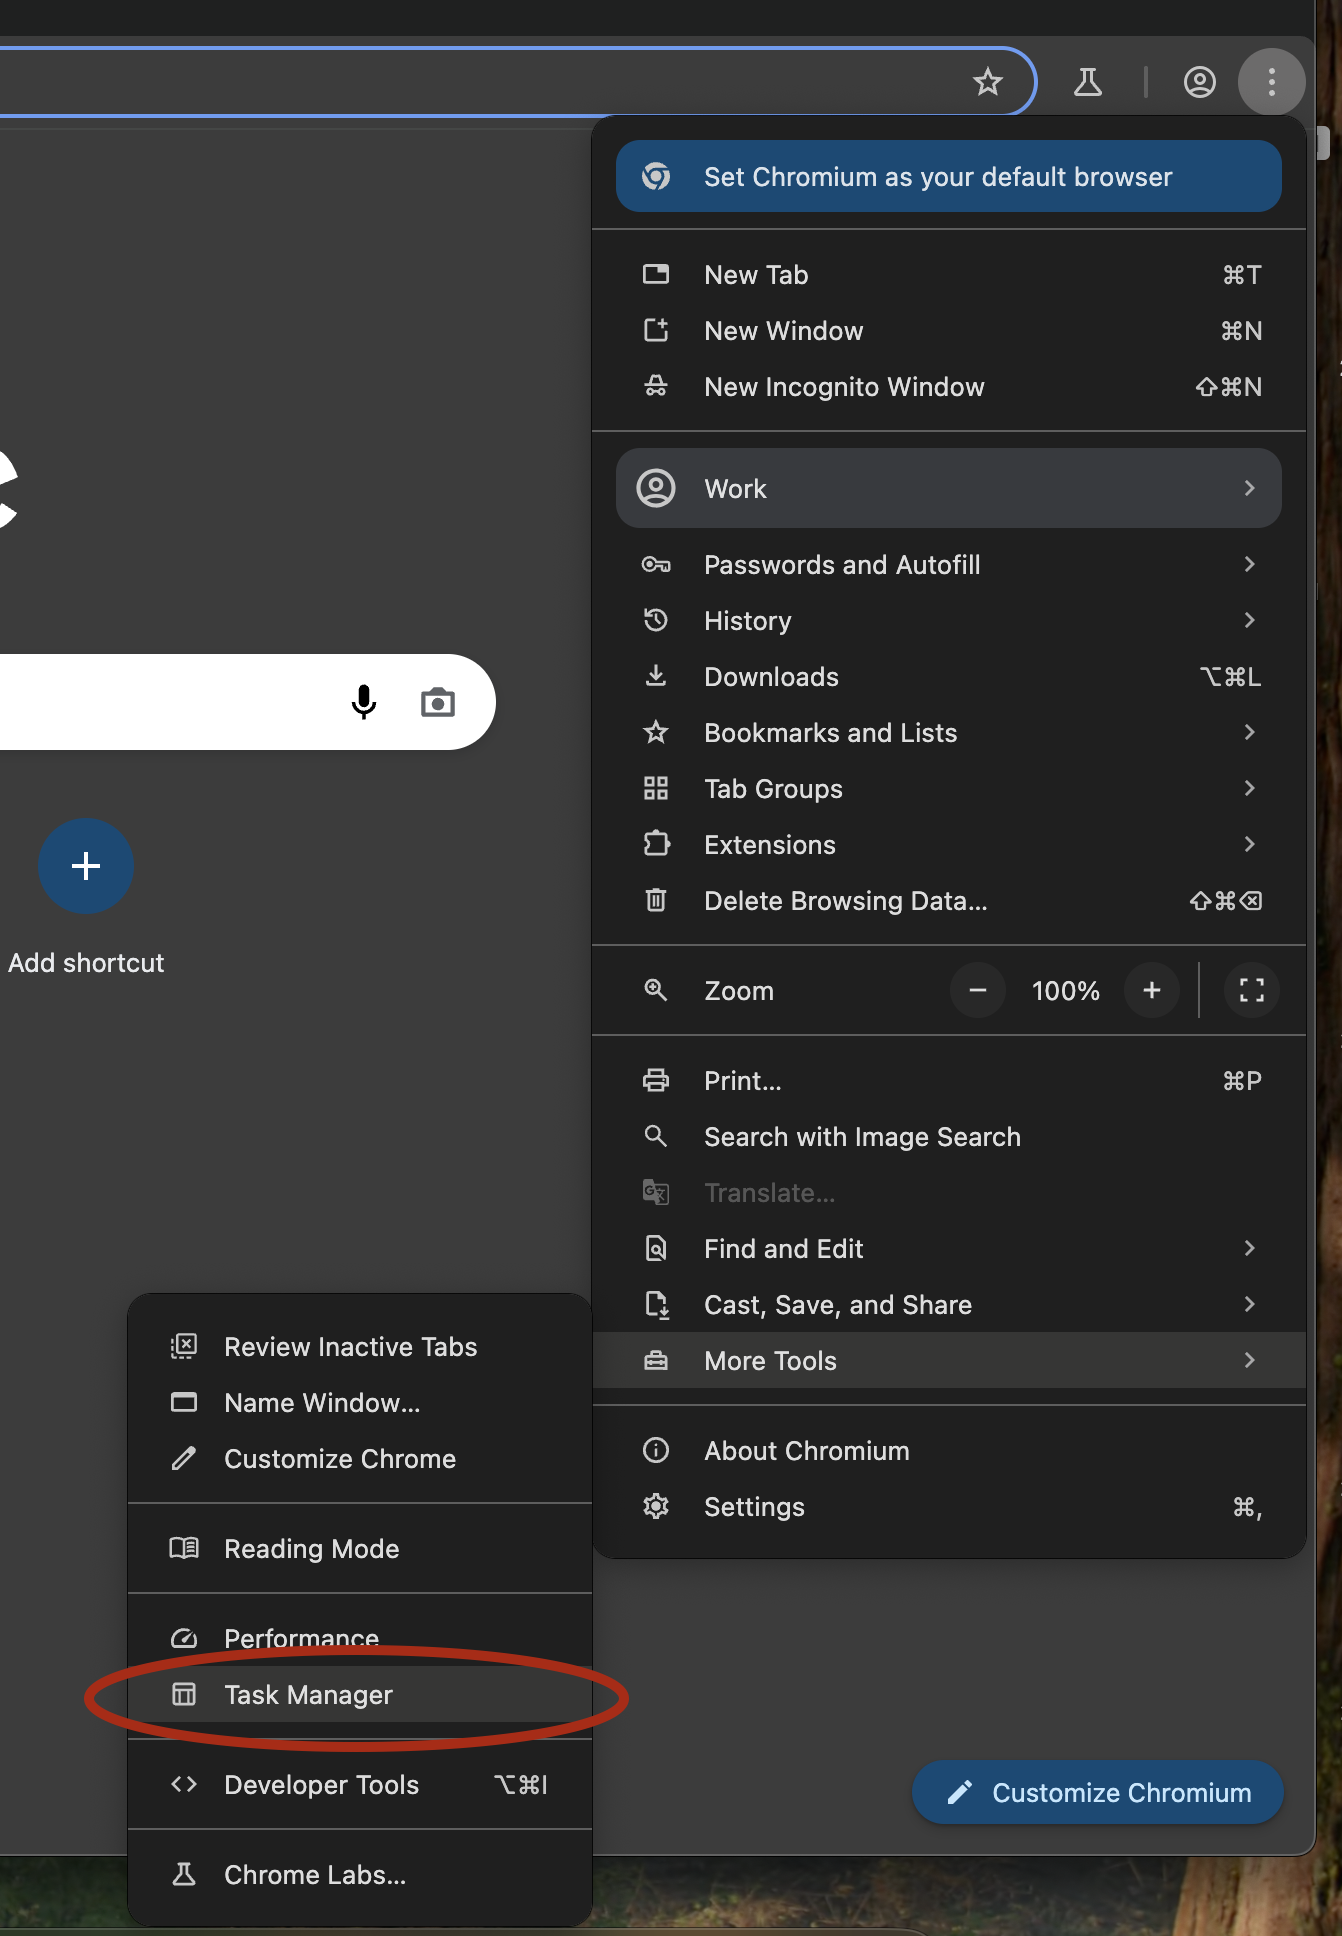 Set Chromium as your default browser
New Tab ⌘T
New Window ⌘N
New Incognito Window ⇧⌘N
Work
Passwords and Autofill
History
Downloads ⌥⌘L
Bookmarks and Lists
Tab Groups
Extensions
Delete Browsing Data... ⇧⌘⌫
Add shortcut
Zoom − 100% +
Print... ⌘P
Search with Image Search
Translate...
Find and Edit
Cast, Save, and Share
More Tools
About Chromium
Settings ⌘,
Review Inactive Tabs
Name Window...
Customize Chrome
Reading Mode
Performance
Task Manager
Developer Tools ⌥⌘I
Chrome Labs...
Customize Chromium